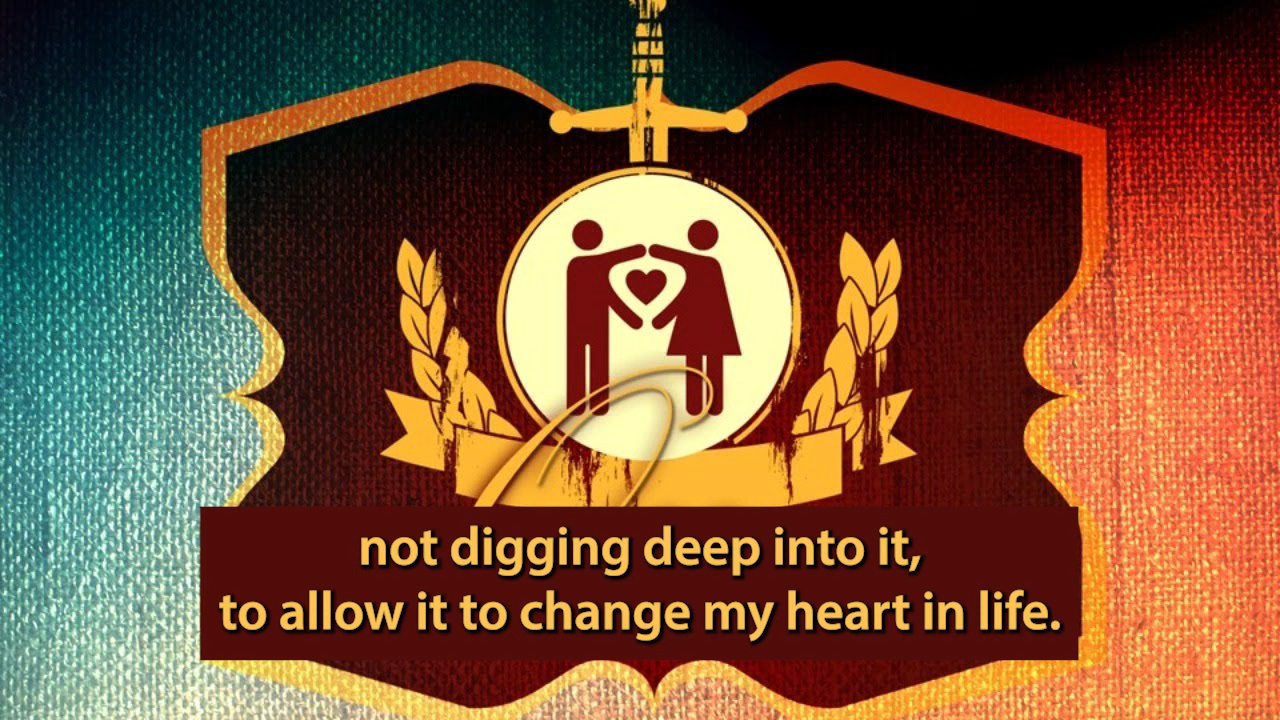 not digging deep into it,
to allow it to change my heart in life.